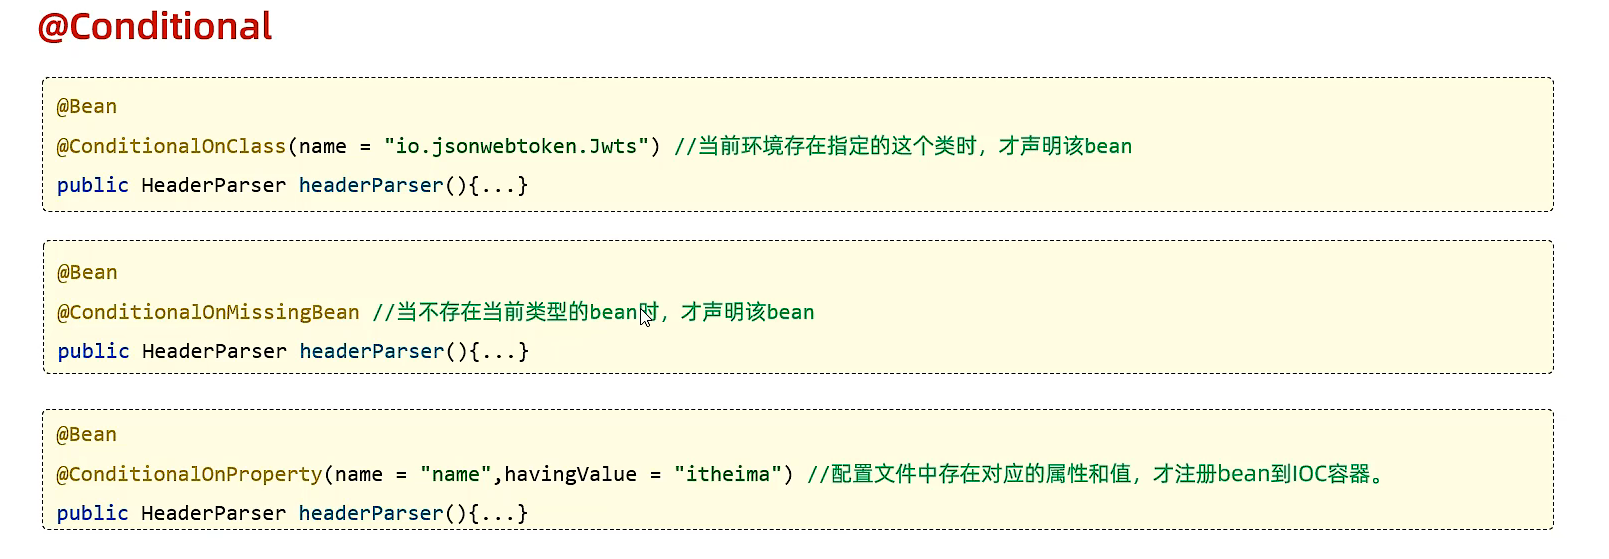 @Conditional
@Bean
@ConditionalOnClass(name = "io.jsonwebtoken.Jwts") //当前环境存在指定的这个类时，才声明该bean
public HeaderParser headerParser(){...}
@Bean
@ConditionalOnMissingBean //当不存在当前类型的bean时，才声明该bean
public HeaderParser headerParser(){...}
@Bean
@ConditionalOnProperty(name = "name",havingValue = "itheima") //配置文件中存在对应的属性和值，才注册bean到IOC容器。
public HeaderParser headerParser(){...}